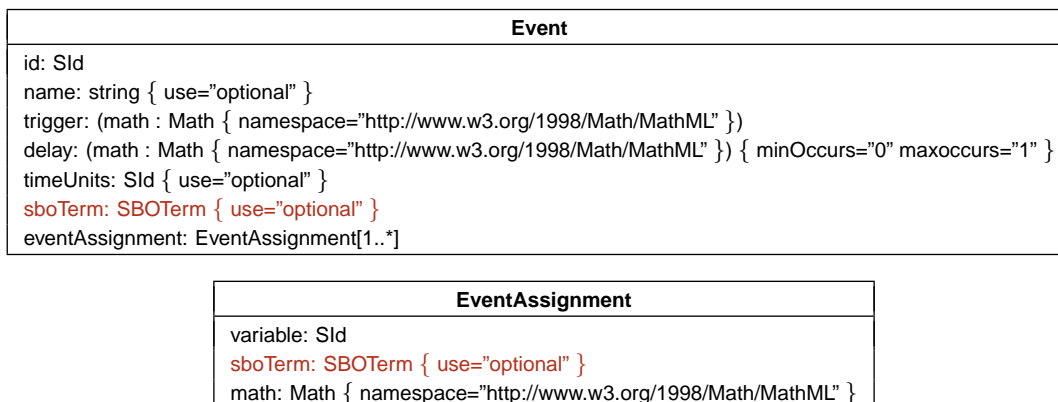 Event
id: SId
name: string { use="optional" }
trigger: (math : Math { namespace="http://www.w3.org/1998/Math/MathML" })
delay: (math : Math { namespace="http://www.w3.org/1998/Math/MathML" }) { minOccurs="0" maxoccurs="1" }
timeUnits: SId { use="optional" }
sboTerm: SBOTerm { use="optional" }
eventAssignment: EventAssignment[1..*]
EventAssignment
variable: SId
sboTerm: SBOTerm { use="optional" }
math: Math { namespace="http://www.w3.org/1998/Math/MathML" }